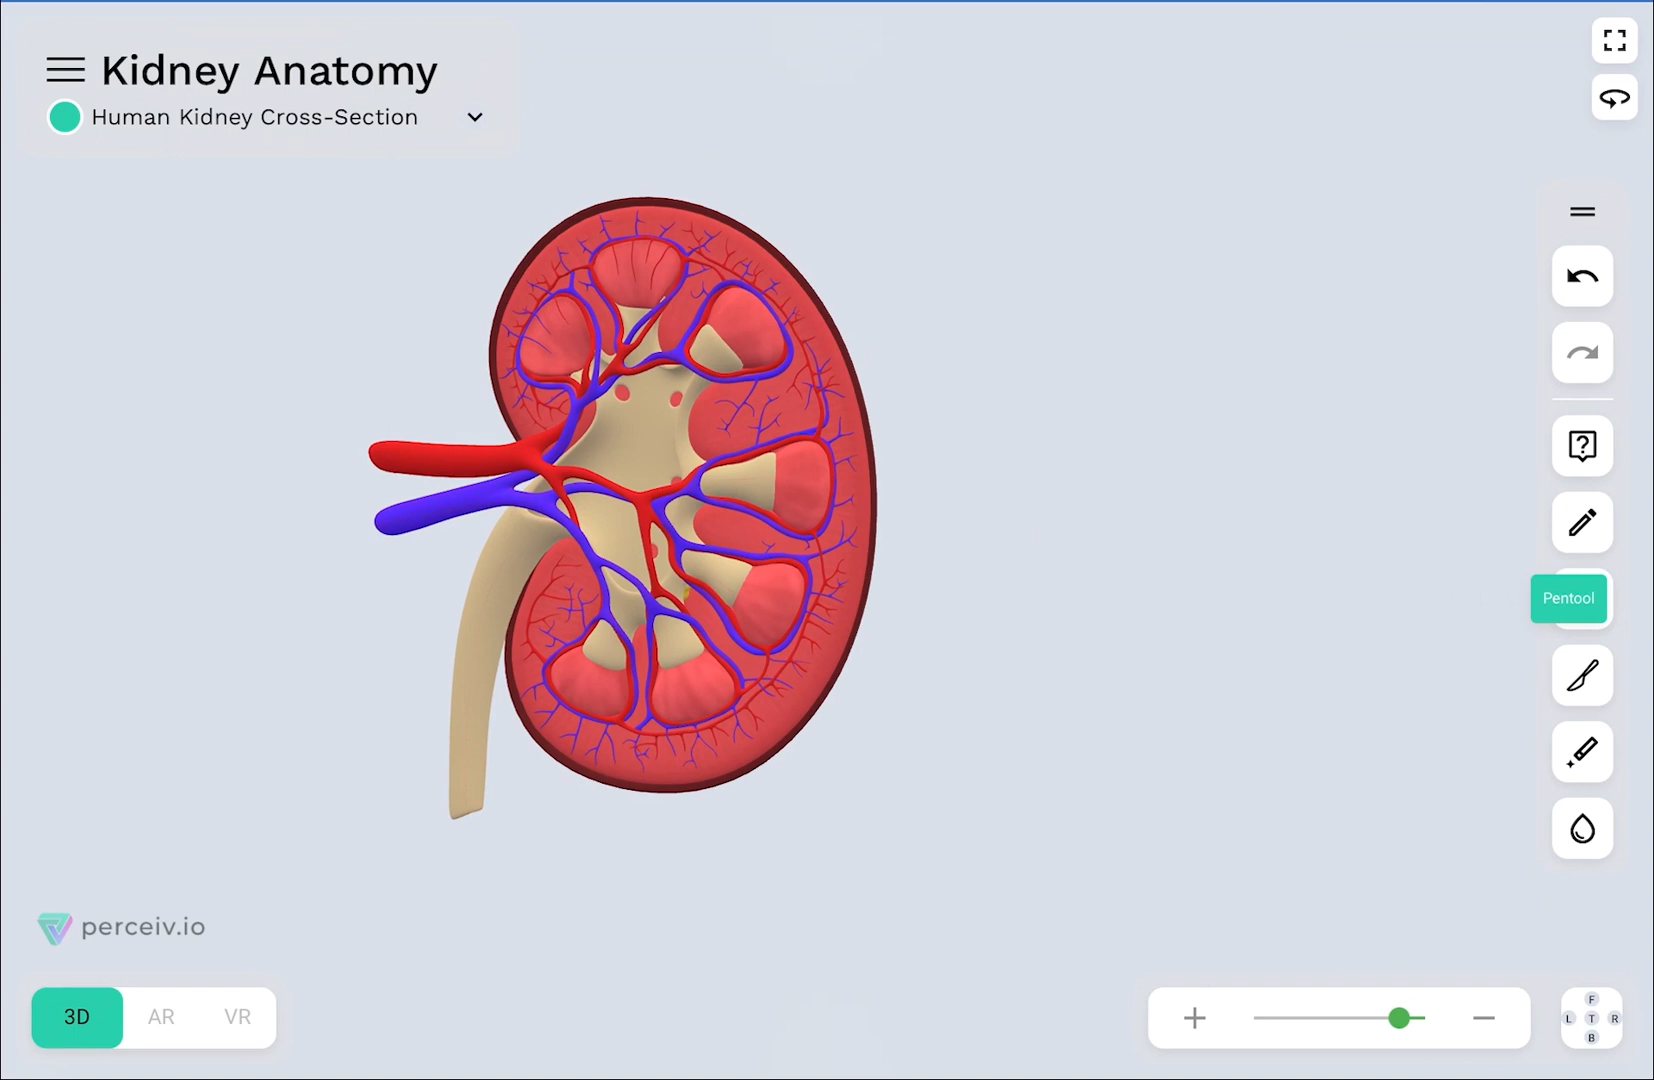 Kidney Anatomy
Human Kidney Cross-Section
Pentool
perceiv.io
3D AR VR
F
L T R
B